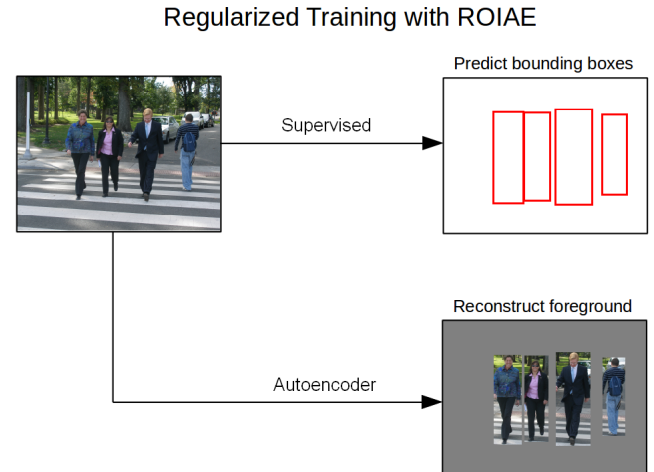 Regularized Training with ROIAE
Predict bounding boxes
Supervised
Reconstruct foreground
Autoencoder